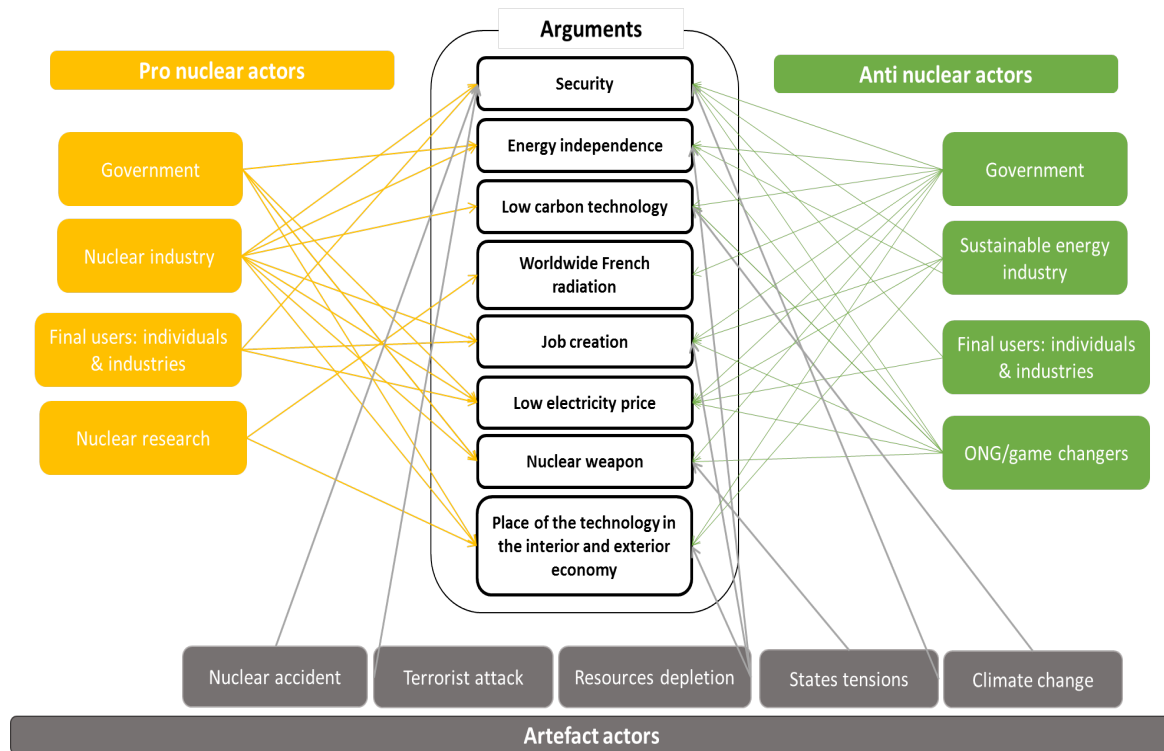 Arguments
Pro nuclear actors
Anti nuclear actors
Government
Nuclear industry
Final users: individuals
& industries
Nuclear research
Security
Energy independence
Low carbon technology
Worldwide French
radiation
Job creation
Low electricity price
Nuclear weapon
Place of the technology in
the interior and exterior
economy
Government
Sustainable energy
industry
Final users: individuals
& industries
ONG/game changers
Nuclear accident
Terrorist attack
Resources depletion
States tensions
Climate change
Artefact actors